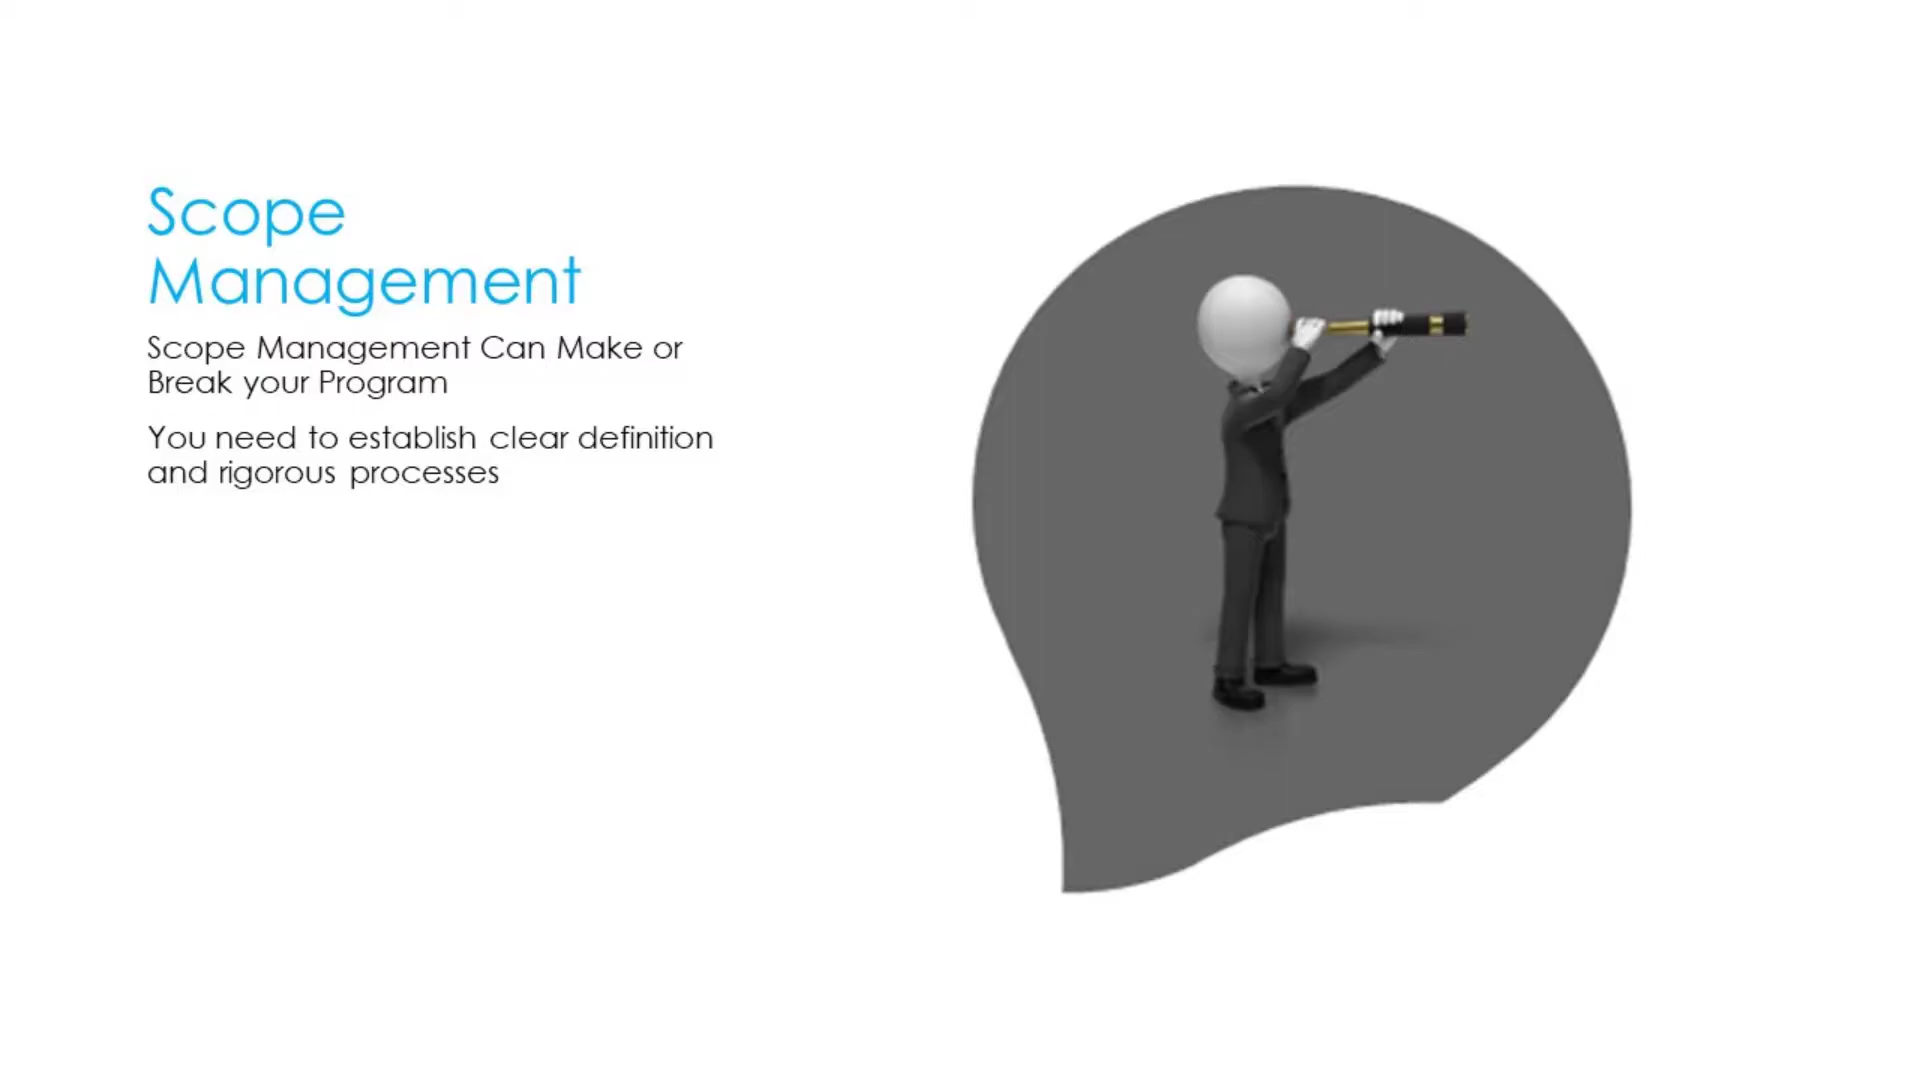 Scope
Management
Scope Management Can Make or
Break your Program
You need to establish clear definition
and rigorous processes